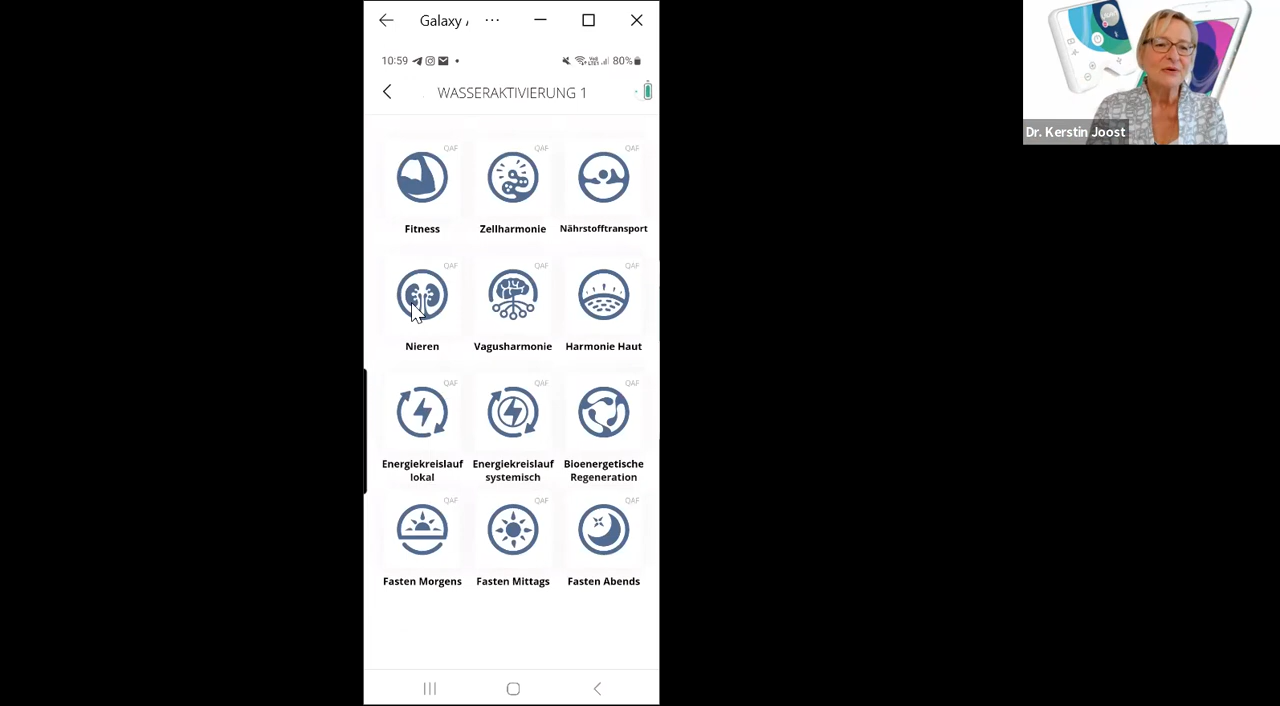 Galaxy A
10:59
80%
WASSERAKTIVIERUNG 1
QAF QAF QAF
Fitness Zellharmonie Nährstofftransport
QAF QAF QAF
Nieren Vagusharmonie Harmonie Haut
QAF QAF QAF
Energiekreislauf Energiekreislauf Bioenergetische
lokal systemisch Regeneration
QAF QAF QAF
Fasten Morgens Fasten Mittags Fasten Abends
Dr. Kerstin Joost